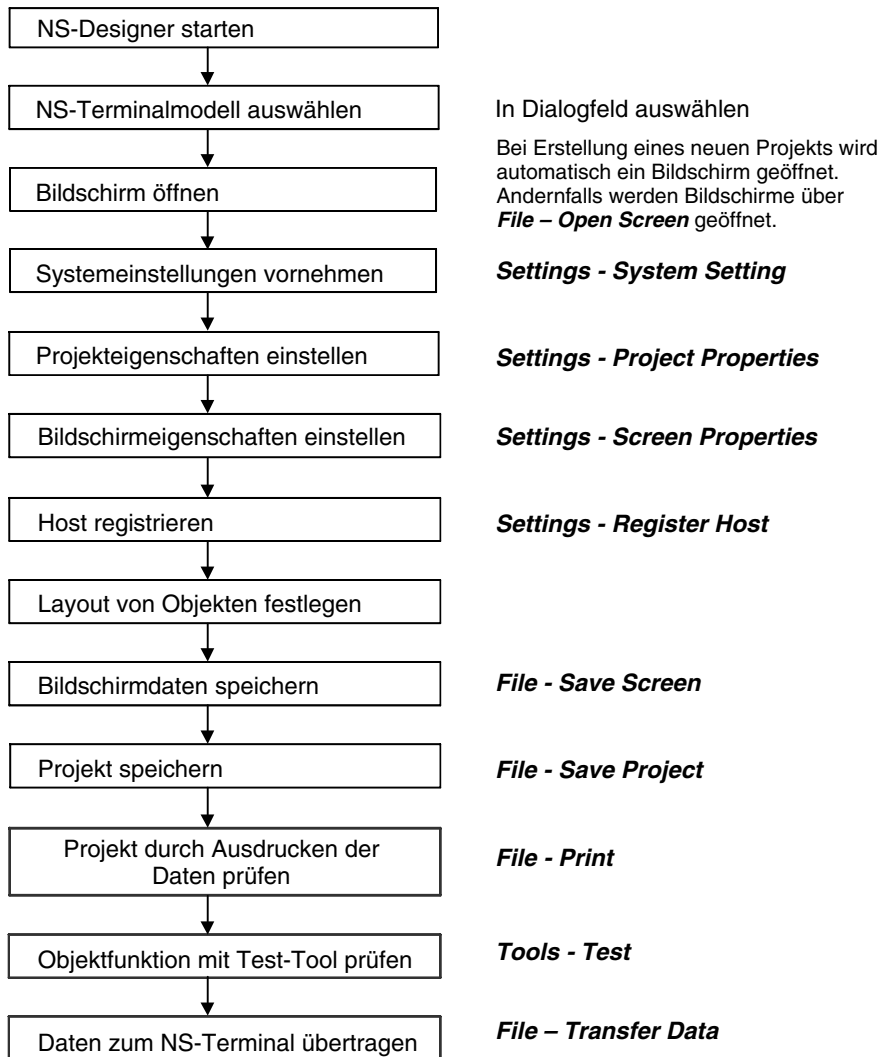 NS-Designer starten
NS-Terminalmodell auswählen
In Dialogfeld auswählen
Bei Erstellung eines neuen Projekts wird
automatisch ein Bildschirm geöffnet.
Andernfalls werden Bildschirme über
File – Open Screen geöffnet.
Bildschirm öffnen
Systemeinstellungen vornehmen
Settings - System Setting
Projekteigenschaften einstellen
Settings - Project Properties
Bildschirmeigenschaften einstellen
Settings - Screen Properties
Host registrieren
Settings - Register Host
Layout von Objekten festlegen
Bildschirmdaten speichern
File - Save Screen
Projekt speichern
File - Save Project
Projekt durch Ausdrucken der
Daten prüfen
File - Print
Objektfunktion mit Test-Tool prüfen
Tools - Test
Daten zum NS-Terminal übertragen
File – Transfer Data